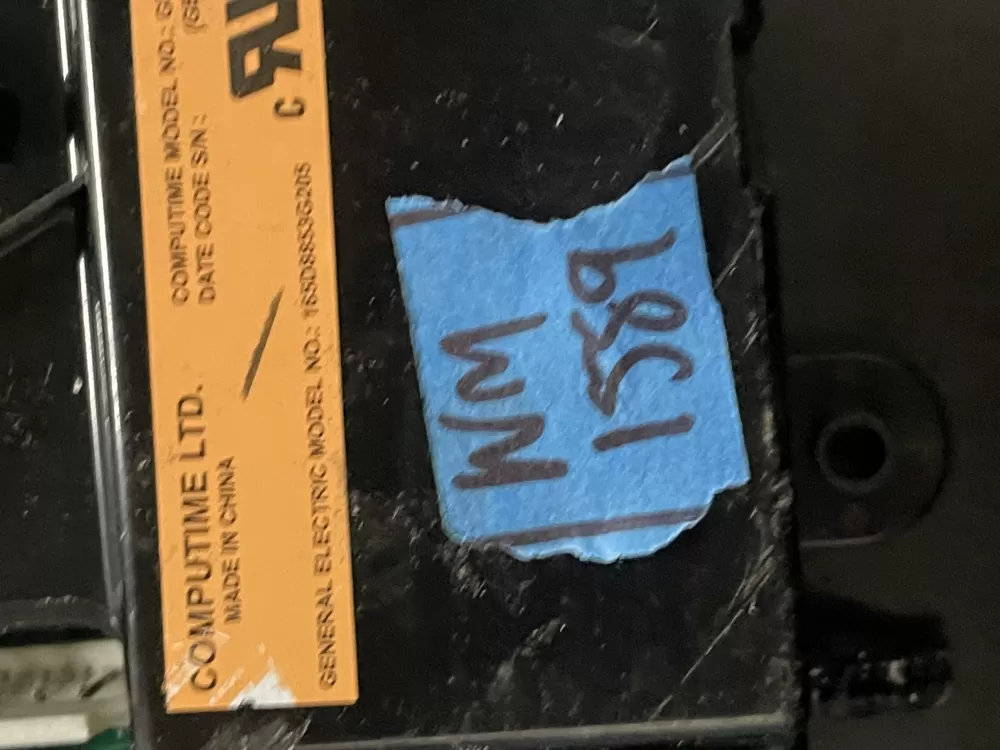 COMPUTIME LTD.
MADE IN CHINA
COMPUTIME MODEL NO.:
DATE CODE S/N:
GENERAL ELECTRIC MODEL NO.: 165D8853G205
C
WM
1589